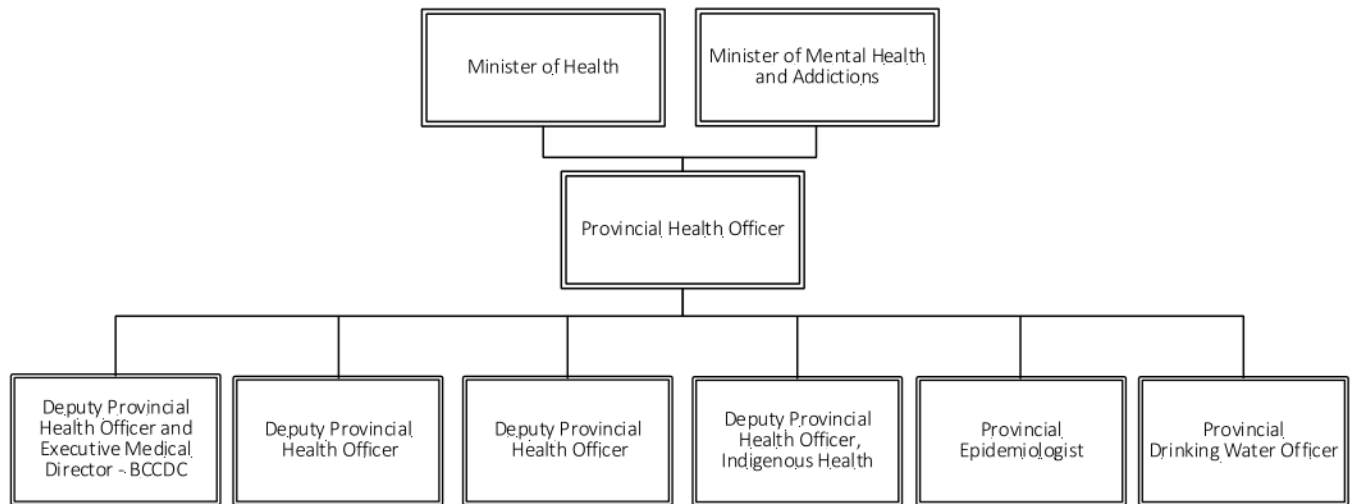 Minister of Health
Minister of Mental Health
and Addictions
Provincial Health Officer
Deputy Provincial
Health Officer and
Executive Medical
Director - BCCDC
Deputy Provincial
Health Officer
Deputy Provincial
Health Officer
Deputy Provincial
Health Officer,
Indigenous Health
Provincial
Epidemiologist
Provincial
Drinking Water Officer